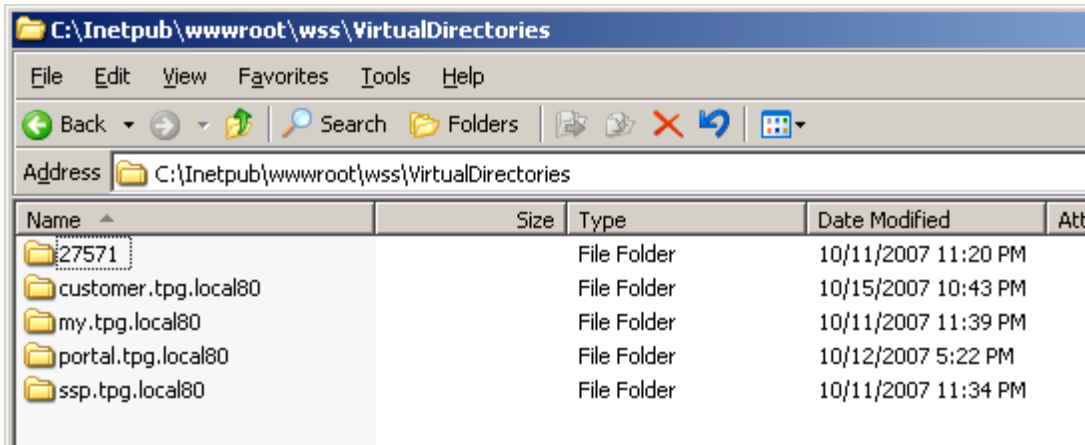 C:\Inetpub\wwwroot\wss\VirtualDirectories
File Edit View Favorites Tools Help
Back Search Folders
Address C:\Inetpub\wwwroot\wss\VirtualDirectories
Name Size Type Date Modified Att
27571 File Folder 10/11/2007 11:20 PM
customer.tpg.local80 File Folder 10/15/2007 10:43 PM
my.tpg.local80 File Folder 10/11/2007 11:39 PM
portal.tpg.local80 File Folder 10/12/2007 5:22 PM
ssp.tpg.local80 File Folder 10/11/2007 11:34 PM